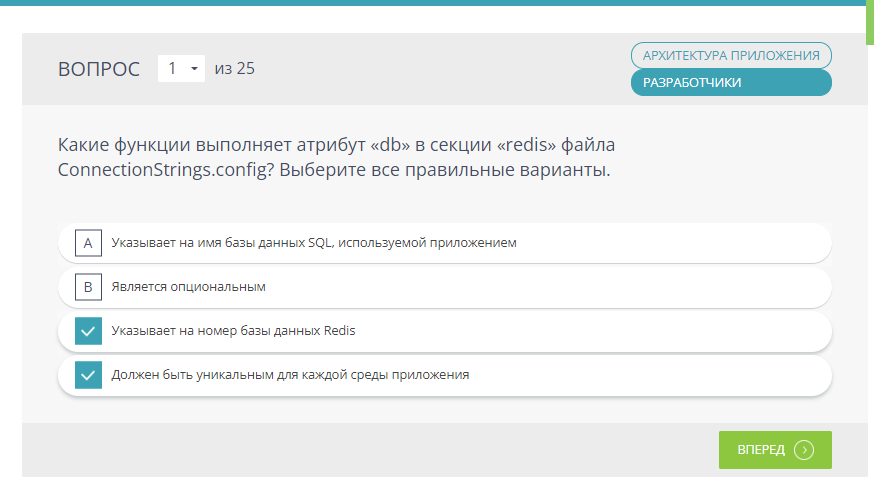 ВОПРОС 1 из 25
АРХИТЕКТУРА ПРИЛОЖЕНИЯ
РАЗРАБОТЧИКИ
Какие функции выполняет атрибут «db» в секции «redis» файла
ConnectionStrings.config? Выберите все правильные варианты.
A Указывает на имя базы данных SQL, используемой приложением
B Является опциональным
Указывает на номер базы данных Redis
Должен быть уникальным для каждой среды приложения
ВПЕРЕД